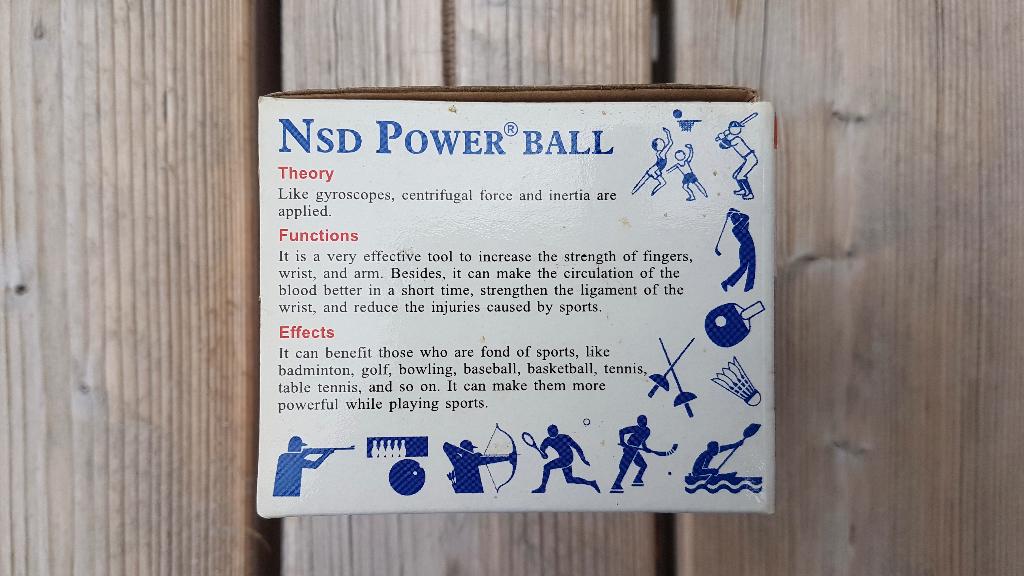 NSD POWER® BALL
Theory
Like gyroscopes, centrifugal force and inertia are
applied.
Functions
It is a very effective tool to increase the strength of fingers,
wrist, and arm. Besides, it can make the circulation of the
blood better in a short time, strengthen the ligament of the
wrist, and reduce the injuries caused by sports.
Effects
It can benefit those who are fond of sports, like
badminton, golf, bowling, baseball, basketball, tennis,
table tennis, and so on. It can make them more
powerful while playing sports.